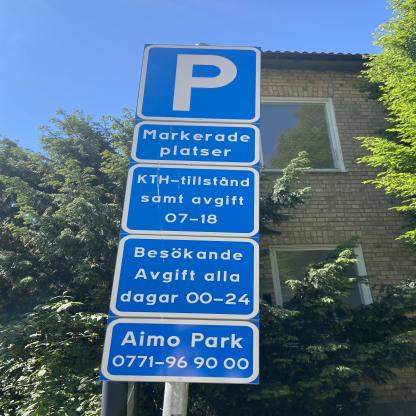 P
Markerade
platser
KTH-tillstånd
samt avgift
07-18
Besökande
Avgift alla
dagar 00-24
Aimo Park
0771-96 90 00